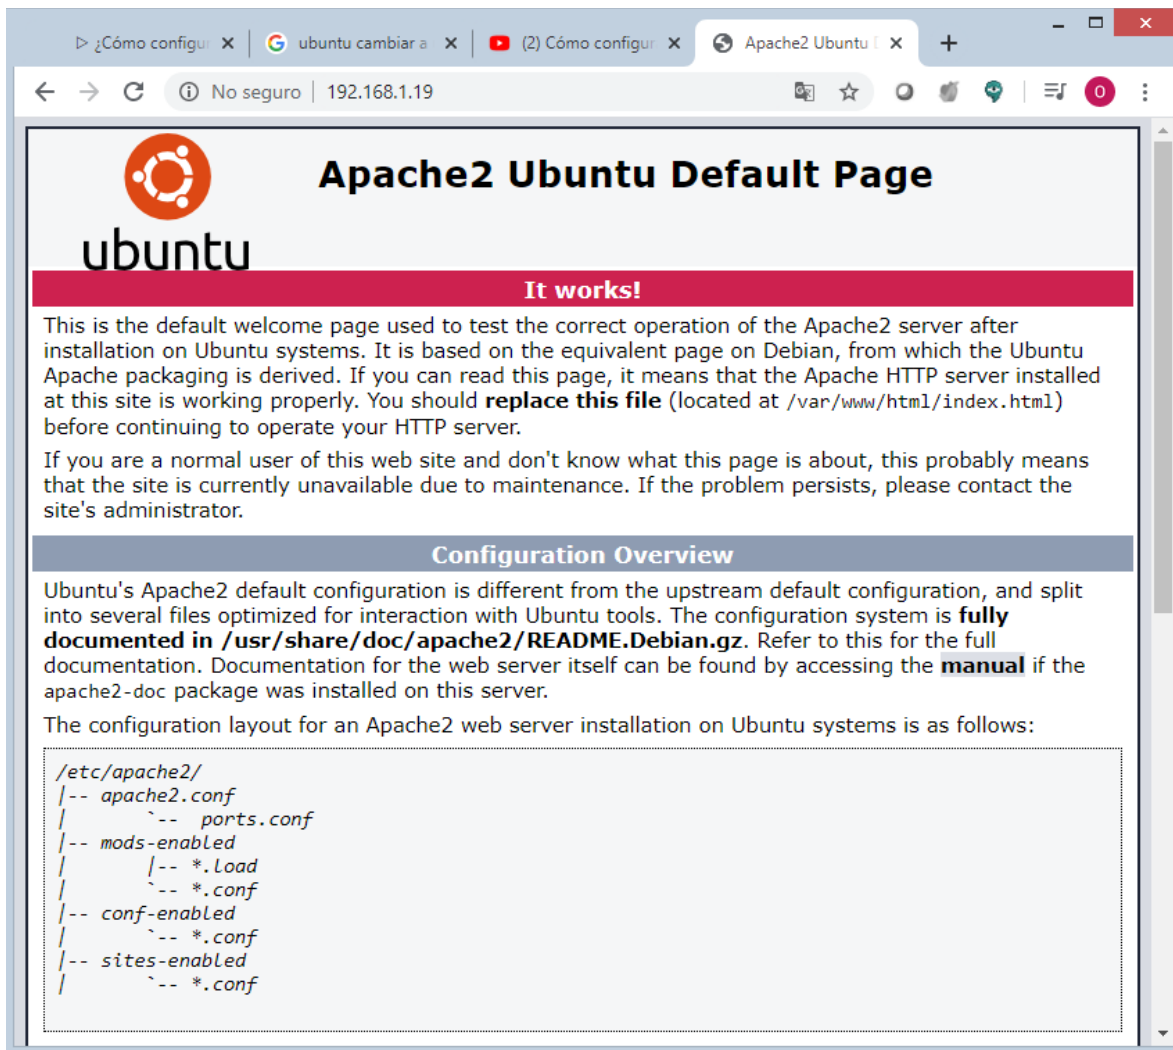 ¿Cómo configur
ubuntu cambiar a
(2) Cómo configur
Apache2 Ubuntu D
No seguro | 192.168.1.19
O
ubuntu
Apache2 Ubuntu Default Page
It works!
This is the default welcome page used to test the correct operation of the Apache2 server after
installation on Ubuntu systems. It is based on the equivalent page on Debian, from which the Ubuntu
Apache packaging is derived. If you can read this page, it means that the Apache HTTP server installed
at this site is working properly. You should replace this file (located at /var/www/html/index.html)
before continuing to operate your HTTP server.
If you are a normal user of this web site and don't know what this page is about, this probably means
that the site is currently unavailable due to maintenance. If the problem persists, please contact the
site's administrator.
Configuration Overview
Ubuntu's Apache2 default configuration is different from the upstream default configuration, and split
into several files optimized for interaction with Ubuntu tools. The configuration system is fully
documented in /usr/share/doc/apache2/README.Debian.gz. Refer to this for the full
documentation. Documentation for the web server itself can be found by accessing the manual if the
apache2-doc package was installed on this server.
The configuration layout for an Apache2 web server installation on Ubuntu systems is as follows:
/etc/apache2/
|-- apache2.conf
|       `--  ports.conf
|-- mods-enabled
|       |-- *.load
|       `-- *.conf
|-- conf-enabled
|       `-- *.conf
|-- sites-enabled
|       `-- *.conf